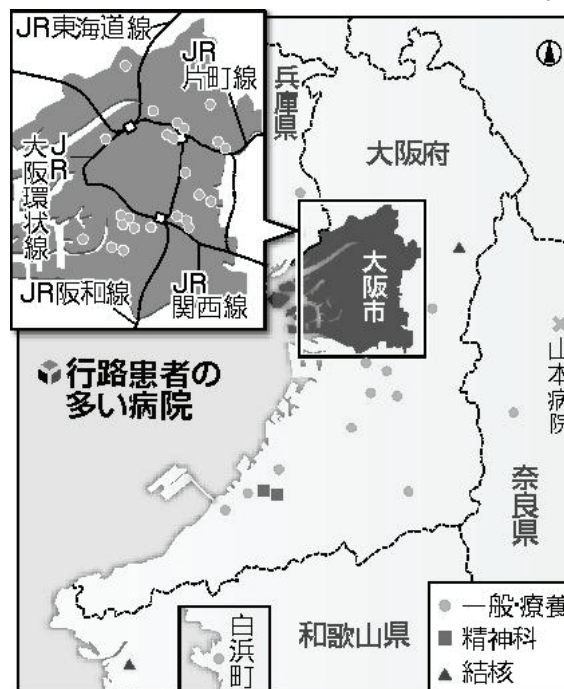 JR東海道線
JR
片町線
JR
大阪環状線
JR阪和線
JR
関西線
兵庫県
大阪府
大阪市
山本病院
行路患者の
多い病院
奈良県
和歌山県
白浜町
一般・療養
精神科
結核